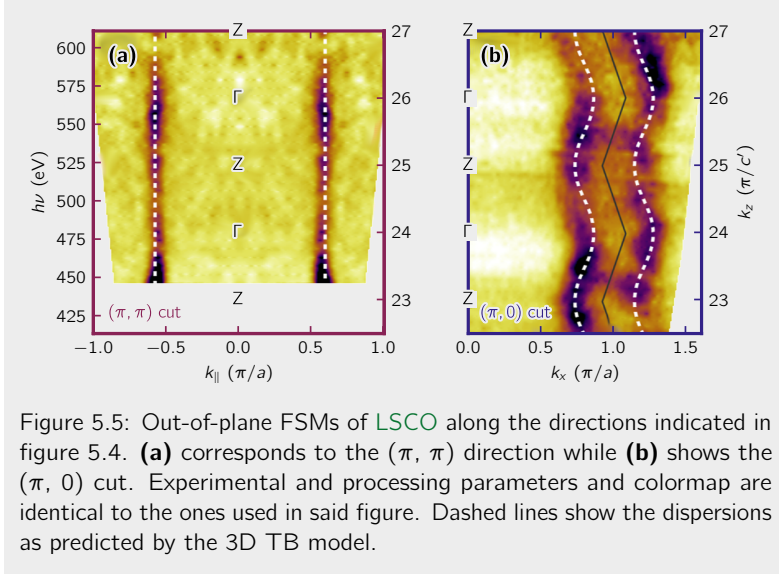 Z
27
600
(a)
(b)
575
Γ
Γ
26
26
550
hν (eV)
525
Z
Z
25
25
k_z (π/c′)
500
475
Γ
Γ
24
24
450
Z
Z
23
23
425
(π, π) cut
(π, 0) cut
−1.0 −0.5 0.0 0.5 1.0
0.0 0.5 1.0 1.5
k_|| (π/a)
k_x (π/a)
Z
27
Figure 5.5: Out-of-plane FSMs of LSCO along the directions indicated in
figure 5.4. (a) corresponds to the (π, π) direction while (b) shows the
(π, 0) cut. Experimental and processing parameters and colormap are
identical to the ones used in said figure. Dashed lines show the dispersions
as predicted by the 3D TB model.